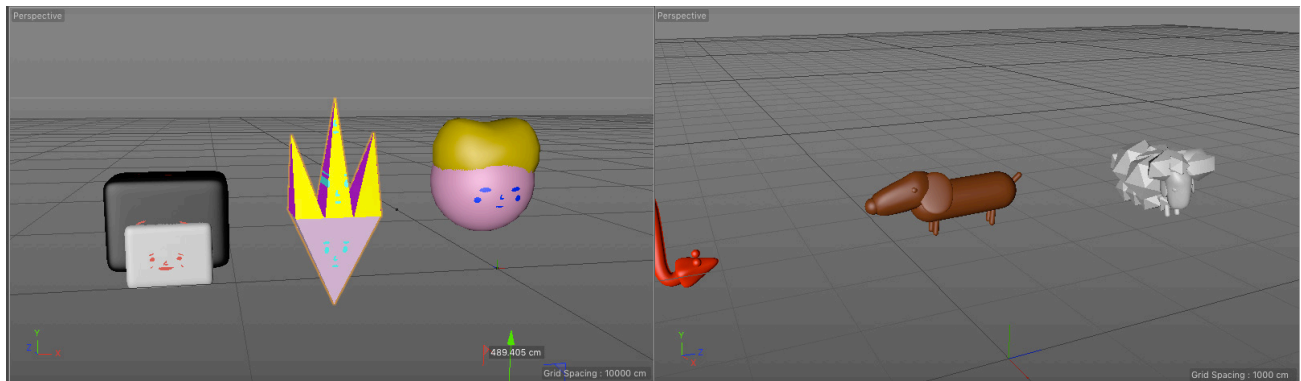 Perspective
Y
Z X
489.405 cm
Grid Spacing : 10000 cm
Perspective
Y
Z
X
Grid Spacing : 1000 cm